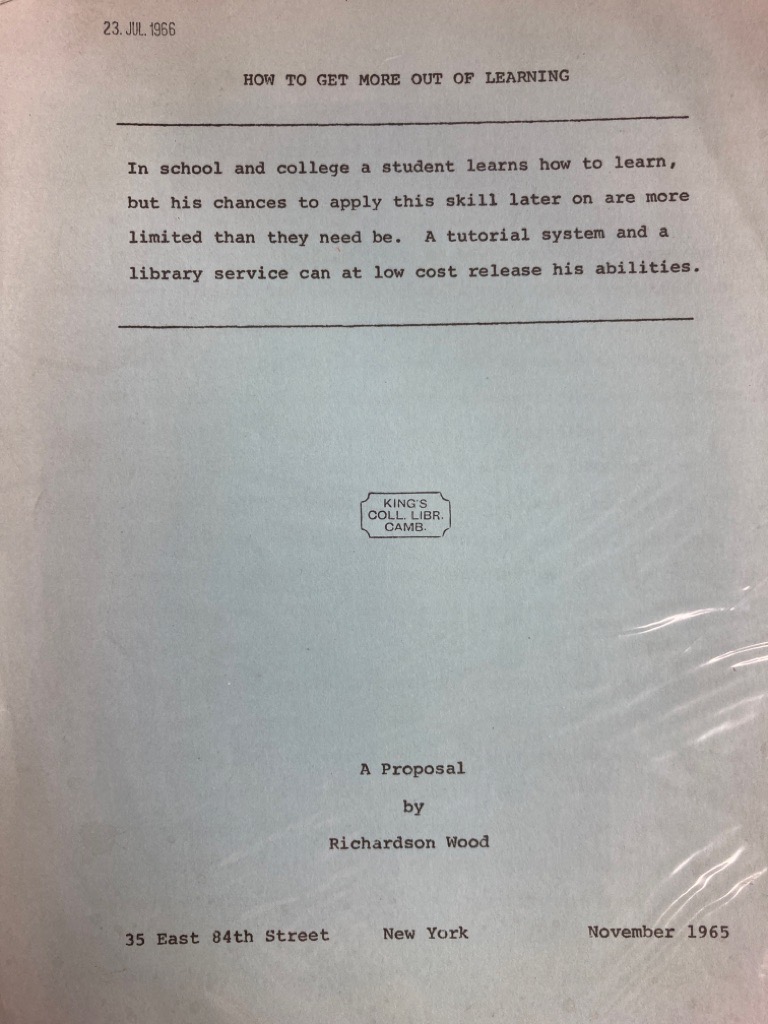 23. JUL. 1966
HOW TO GET MORE OUT OF LEARNING
In school and college a student learns how to learn,
but his chances to apply this skill later on are more
limited than they need be. A tutorial system and a
library service can at low cost release his abilities.
KING'S
COLL. LIBR.
CAMB.
A Proposal
by
Richardson Wood
35 East 84th Street New York November 1965